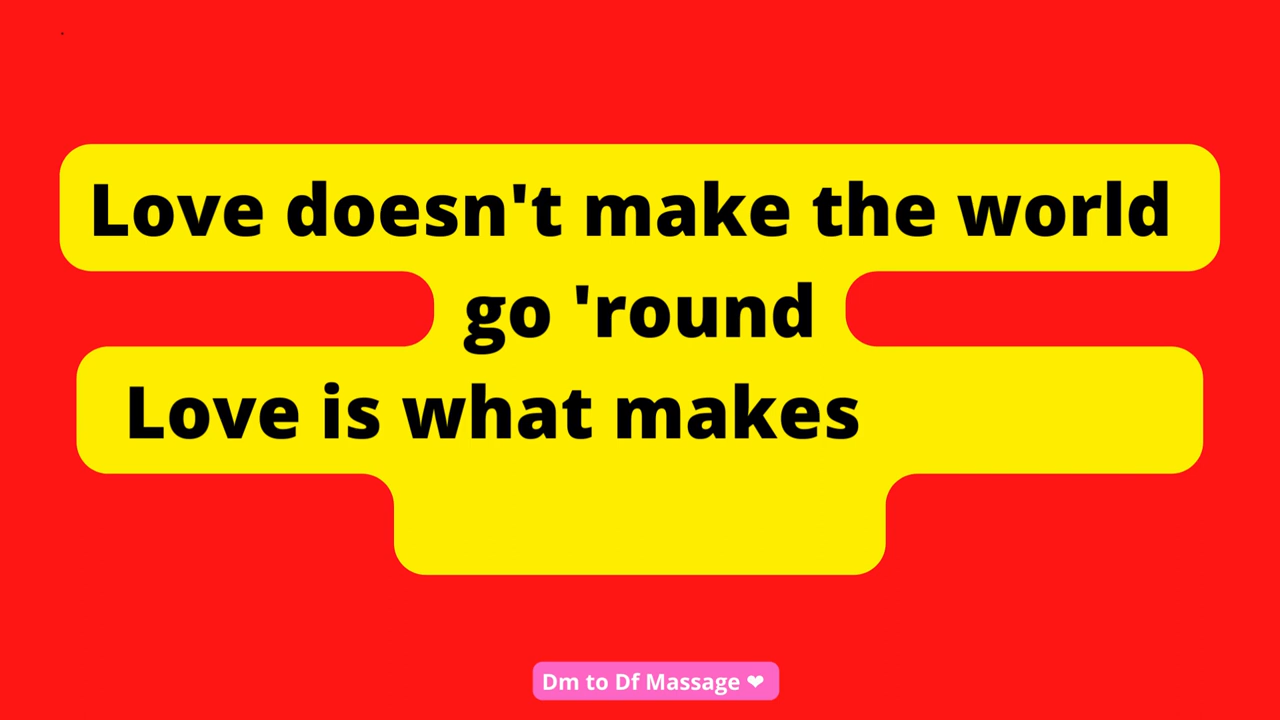 Love doesn't make the world
go 'round
Love is what makes
Dm to Df Massage ❤